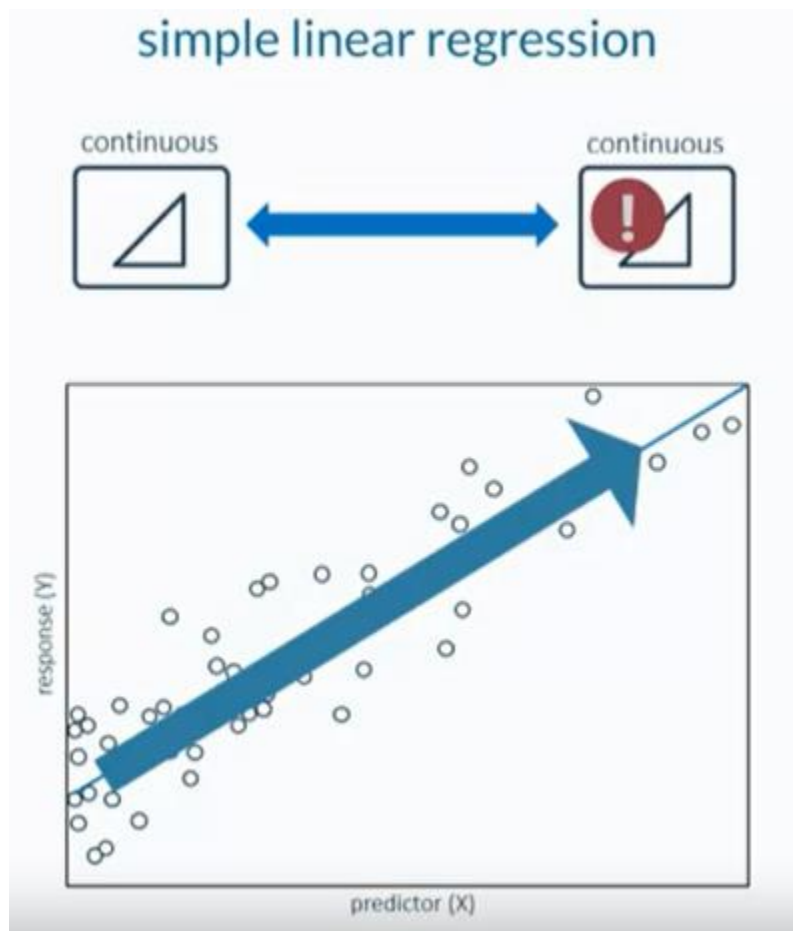 simple linear regression
continuous
continuous
!
response (Y)
predictor (X)